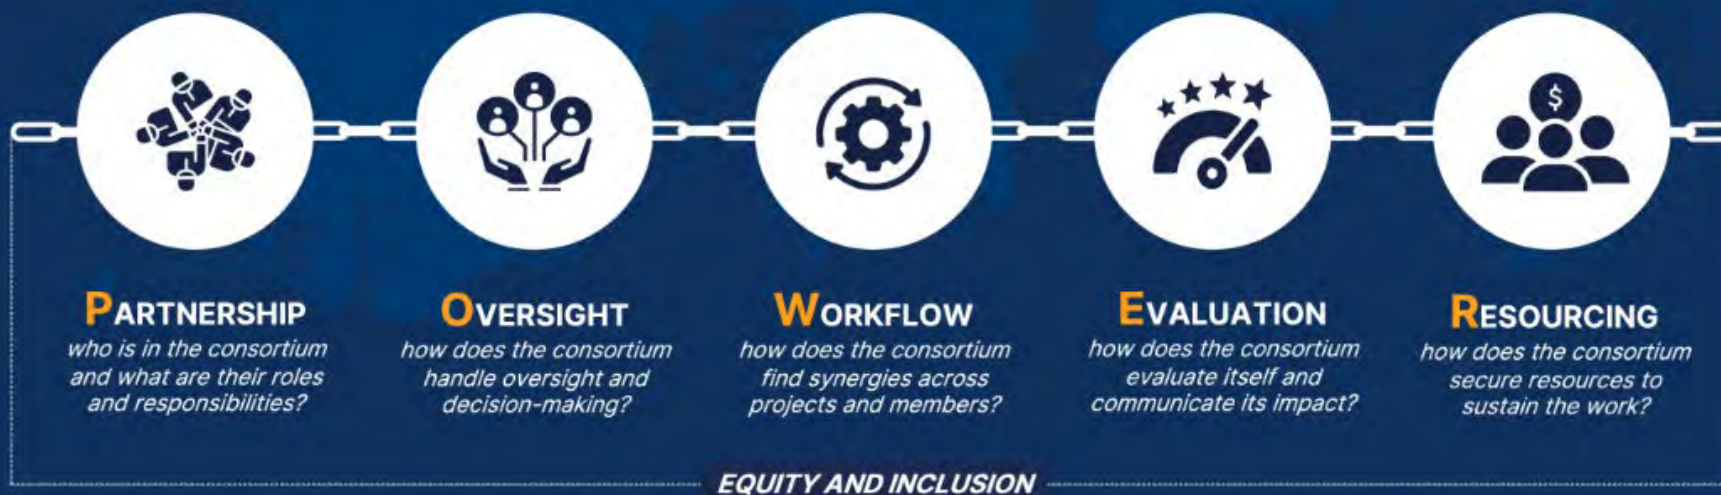 $
PARTNERSHIP
who is in the consortium
and what are their roles
and responsibilities?
OVERSIGHT
how does the consortium
handle oversight and
decision-making?
WORKFLOW
how does the consortium
find synergies across
projects and members?
EVALUATION
how does the consortium
evaluate itself and
communicate its impact?
RESOURCING
how does the consortium
secure resources to
sustain the work?
EQUITY AND INCLUSION